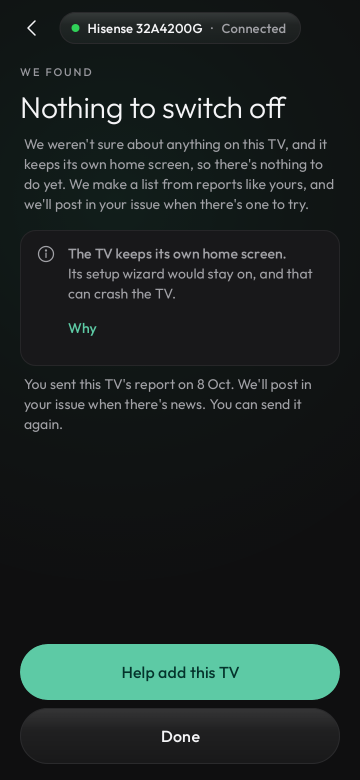 Hisense 32A4200G · Connected
WE FOUND
Nothing to switch off
We weren't sure about anything on this TV, and it
keeps its own home screen, so there's nothing to
do yet. We make a list from reports like yours, and
we'll post in your issue when there's one to try.
The TV keeps its own home screen.
Its setup wizard would stay on, and that
can crash the TV.
Why
You sent this TV's report on 8 Oct. We'll post in
your issue when there's news. You can send it
again.
Help add this TV
Done